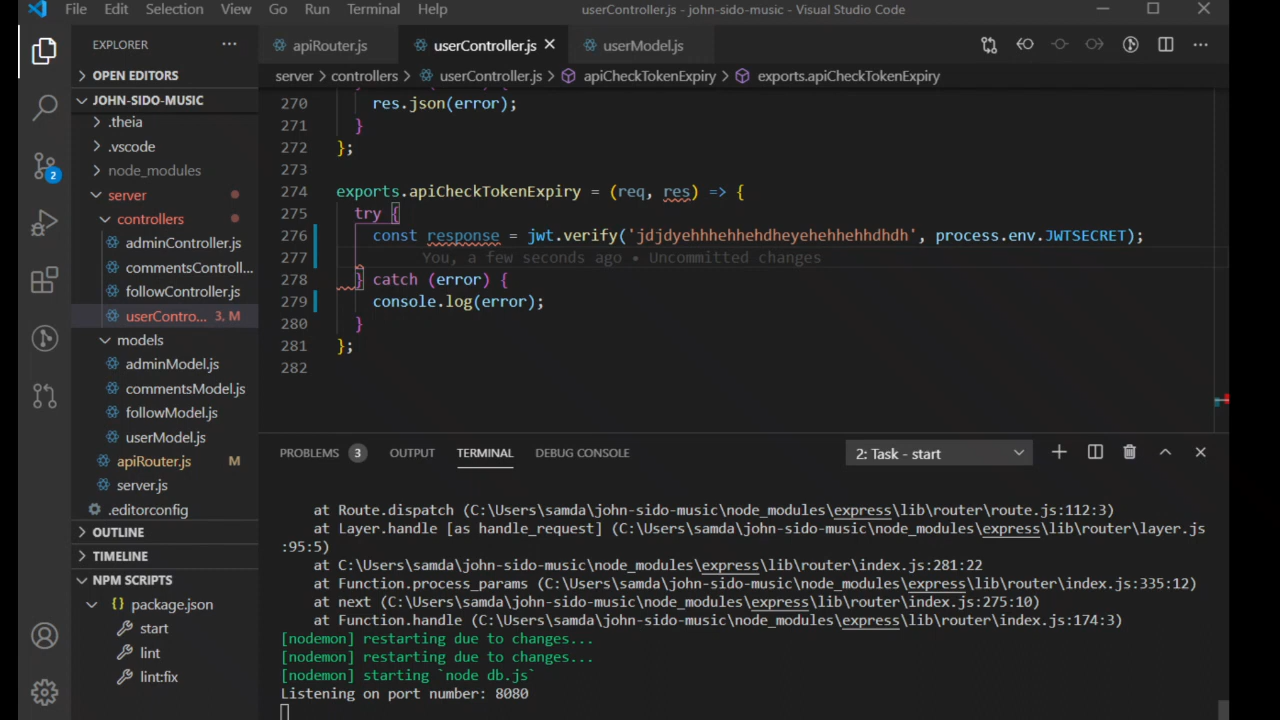 File Edit Selection View Go Run Terminal Help userController.js - john-sido-music - Visual Studio Code
EXPLORER ···
apiRouter.js userController.js userModel.js
OPEN EDITORS
server > controllers > userController.js > apiCheckTokenExpiry > exports.apiCheckTokenExpiry
JOHN-SIDO-MUSIC
.theia
.vscode
node_modules
server
controllers
adminController.js
commentsControll...
followController.js
userContro... 3, M
models
adminModel.js
commentsModel.js
followModel.js
userModel.js
apiRouter.js M
server.js
.editorconfig
OUTLINE
TIMELINE
NPM SCRIPTS
package.json
start
lint
lint:fix
2
270 res.json(error);
271 }
272 };
273
274 exports.apiCheckTokenExpiry = (req, res) => {
275 try {
276 const response = jwt.verify('jdjdyehhhehhehdheyehehhehhdhdh', process.env.JWTSECRET);
277 You, a few seconds ago • Uncommitted changes
278 } catch (error) {
279 console.log(error);
280 }
281 };
282
PROBLEMS 3 OUTPUT TERMINAL DEBUG CONSOLE 2: Task - start
at Route.dispatch (C:\Users\samda\john-sido-music\node_modules\express\lib\router\route.js:112:3)
at Layer.handle [as handle_request] (C:\Users\samda\john-sido-music\node_modules\express\lib\router\layer.js
:95:5)
at C:\Users\samda\john-sido-music\node_modules\express\lib\router\index.js:281:22
at Function.process_params (C:\Users\samda\john-sido-music\node_modules\express\lib\router\index.js:335:12)
at next (C:\Users\samda\john-sido-music\node_modules\express\lib\router\index.js:275:10)
at Function.handle (C:\Users\samda\john-sido-music\node_modules\express\lib\router\index.js:174:3)
[nodemon] restarting due to changes...
[nodemon] restarting due to changes...
[nodemon] starting `node db.js`
Listening on port number: 8080